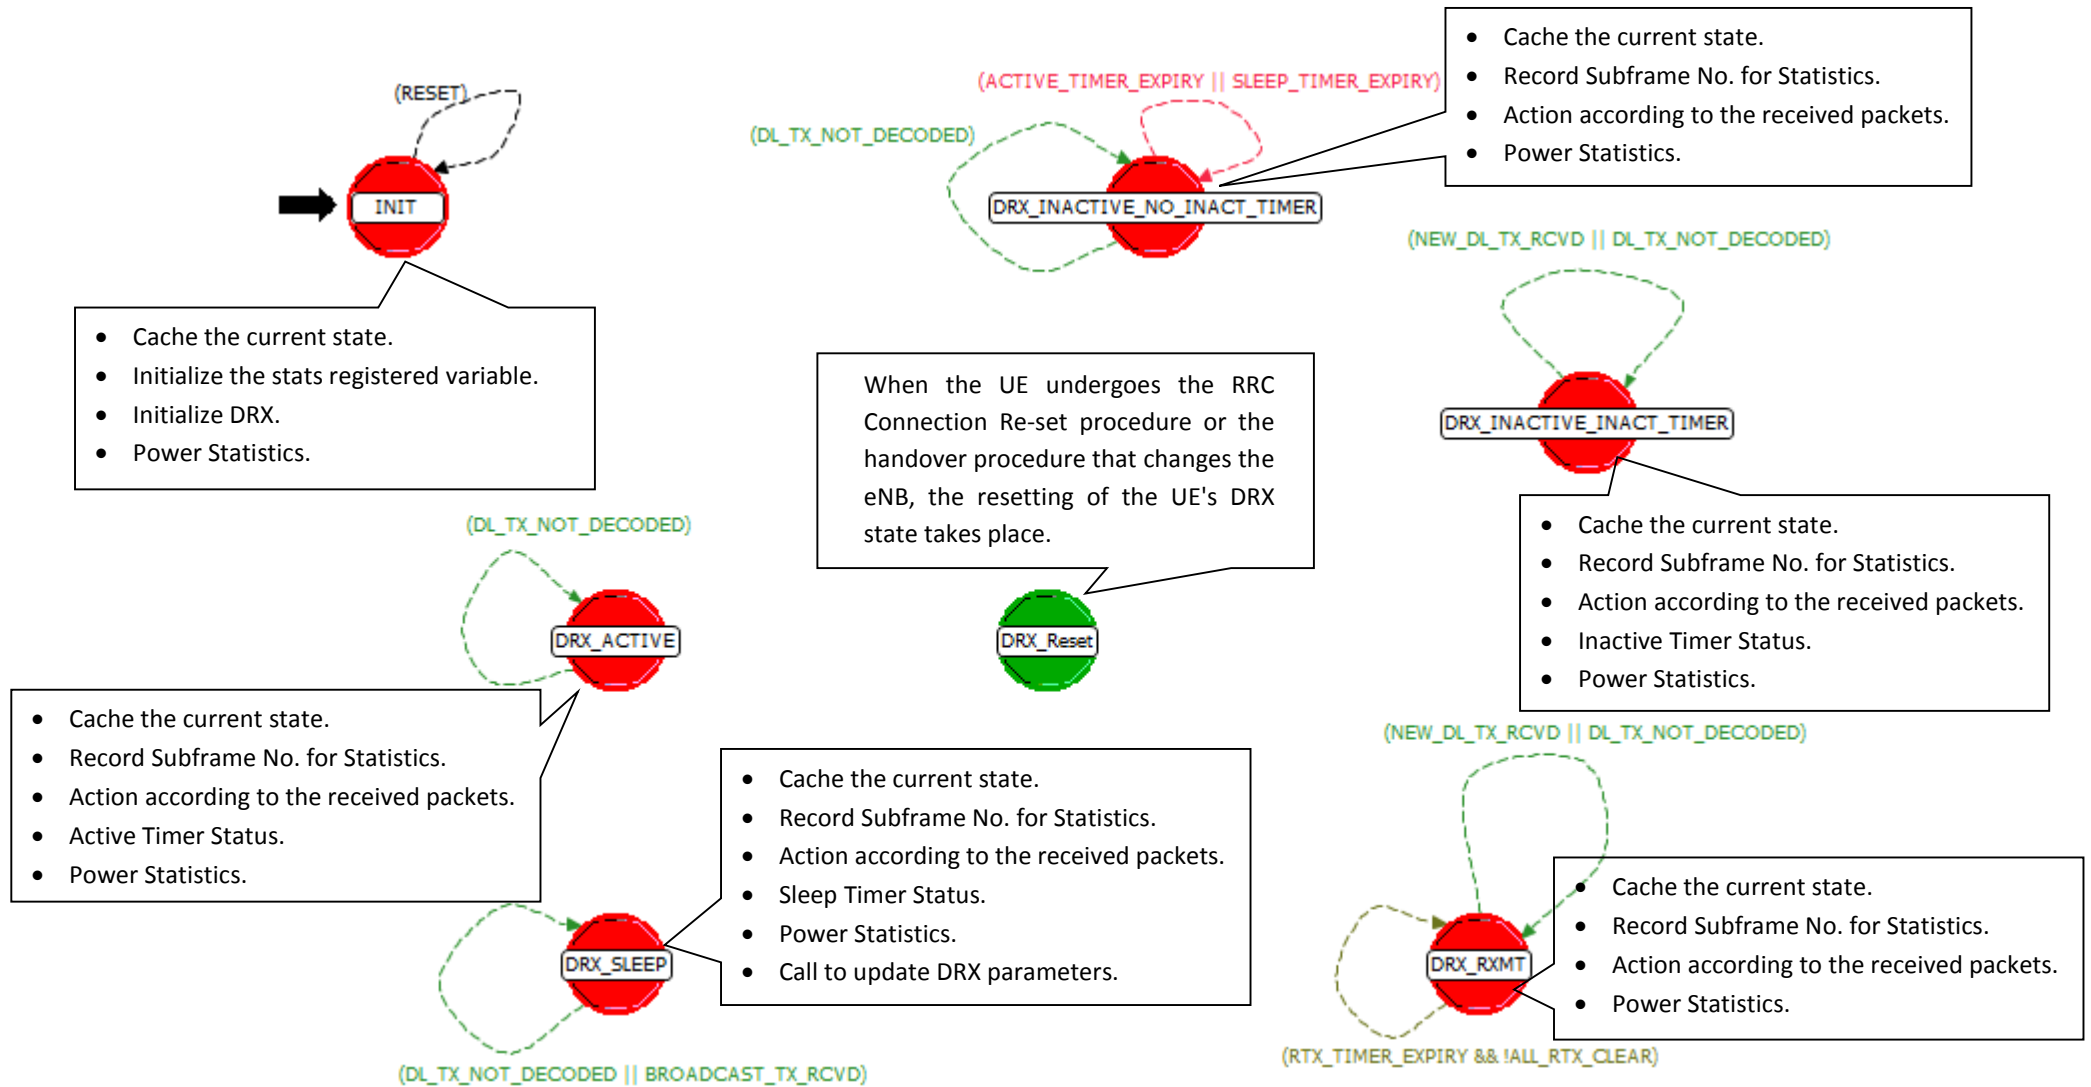 (RESET)
INIT
• Cache the current state.
• Initialize the stats registered variable.
• Initialize DRX.
• Power Statistics.
(ACTIVE_TIMER_EXPIRY || SLEEP_TIMER_EXPIRY)
(DL_TX_NOT_DECODED)
DRX_INACTIVE_NO_INACT_TIMER
• Cache the current state.
• Record Subframe No. for Statistics.
• Action according to the received packets.
• Power Statistics.
(NEW_DL_TX_RCVD || DL_TX_NOT_DECODED)
DRX_INACTIVE_INACT_TIMER
• Cache the current state.
• Record Subframe No. for Statistics.
• Action according to the received packets.
• Inactive Timer Status.
• Power Statistics.
When the UE undergoes the RRC
Connection Re-set procedure or the
handover procedure that changes the
eNB, the resetting of the UE's DRX
state takes place.
DRX_Reset
(DL_TX_NOT_DECODED)
DRX_ACTIVE
• Cache the current state.
• Record Subframe No. for Statistics.
• Action according to the received packets.
• Active Timer Status.
• Power Statistics.
• Cache the current state.
• Record Subframe No. for Statistics.
• Action according to the received packets.
• Sleep Timer Status.
• Power Statistics.
• Call to update DRX parameters.
DRX_SLEEP
(DL_TX_NOT_DECODED || BROADCAST_TX_RCVD)
(NEW_DL_TX_RCVD || DL_TX_NOT_DECODED)
DRX_RXMT
• Cache the current state.
• Record Subframe No. for Statistics.
• Action according to the received packets.
• Power Statistics.
(RTX_TIMER_EXPIRY && !ALL_RTX_CLEAR)